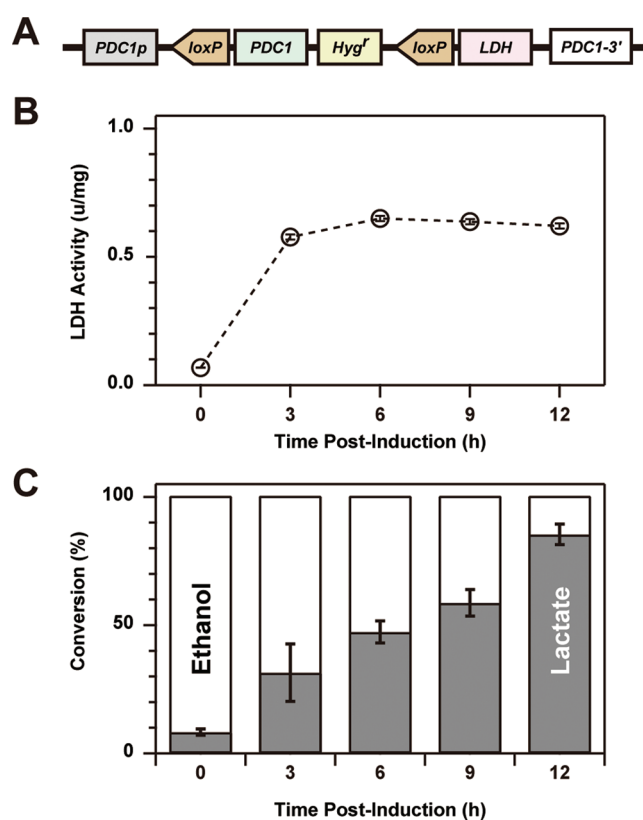 A
PDC1p loxP PDC1 Hygʳ loxP LDH PDC1-3'
B
LDH Activity (u/mg)
1.0
0.5
0.0
0 3 6 9 12
Time Post-Induction (h)
C
Conversion (%)
100
50
0
Ethanol
Lactate
0 3 6 9 12
Time Post-Induction (h)